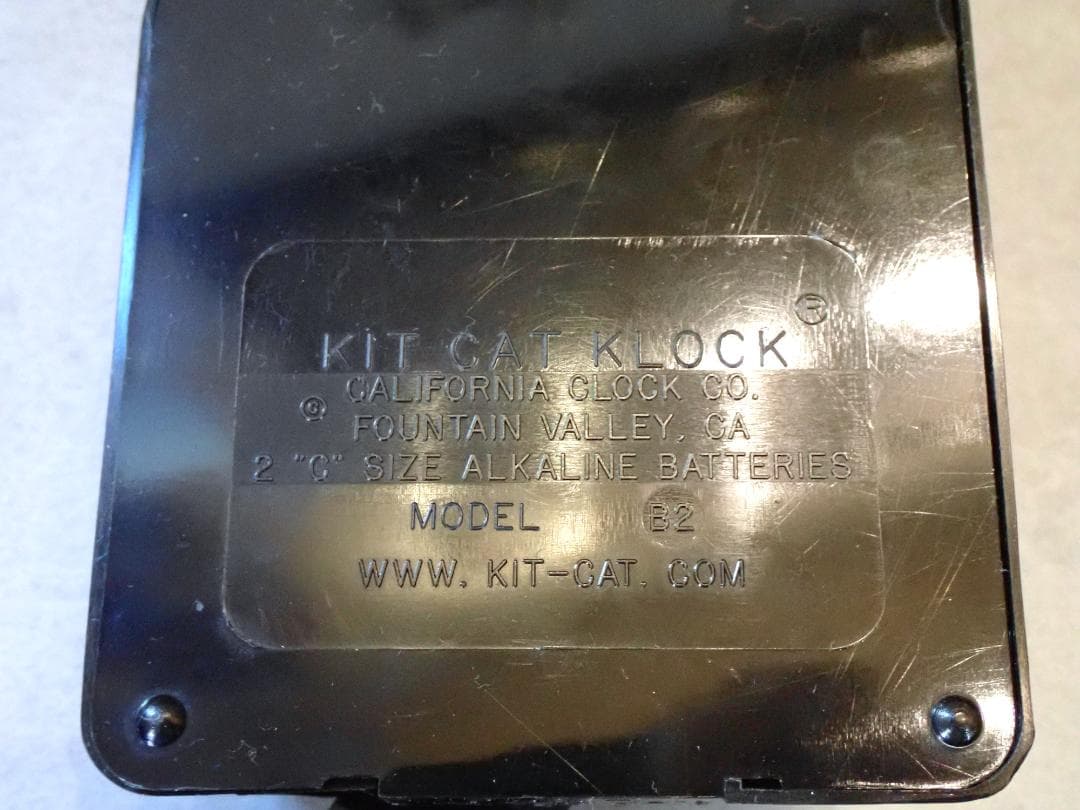 KIT CAT KLOCK ®
CALIFORNIA CLOCK CO.
© FOUNTAIN VALLEY, CA
2 "C" SIZE ALKALINE BATTERIES
MODEL B2
WWW. KIT-CAT. COM